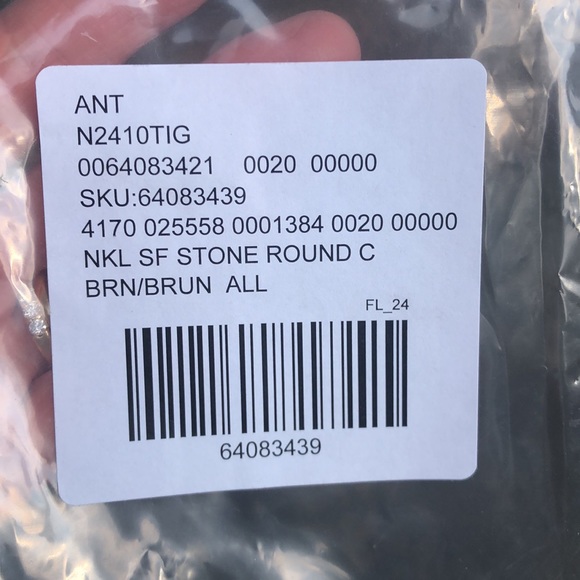 ANT
N2410TIG
0064083421 0020 00000
SKU:64083439
4170 025558 0001384 0020 00000
NKL SF STONE ROUND C
BRN/BRUN ALL
FL_24
64083439